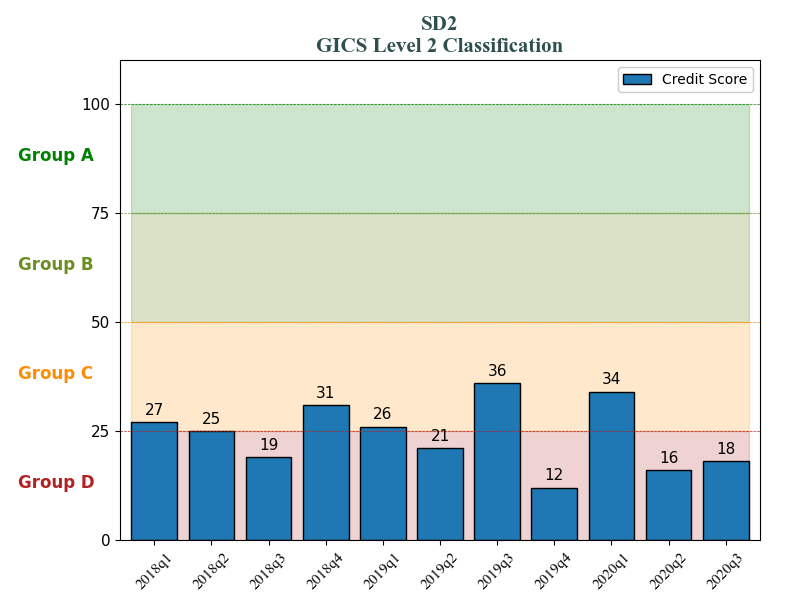 SD2
GICS Level 2 Classification
Credit Score
100
Group A
75
Group B
50
Group C
25
Group D
0
27
25
19
31
26
21
36
12
34
16
18
2018q1
2018q2
2018q3
2018q4
2019q1
2019q2
2019q3
2019q4
2020q1
2020q2
2020q3